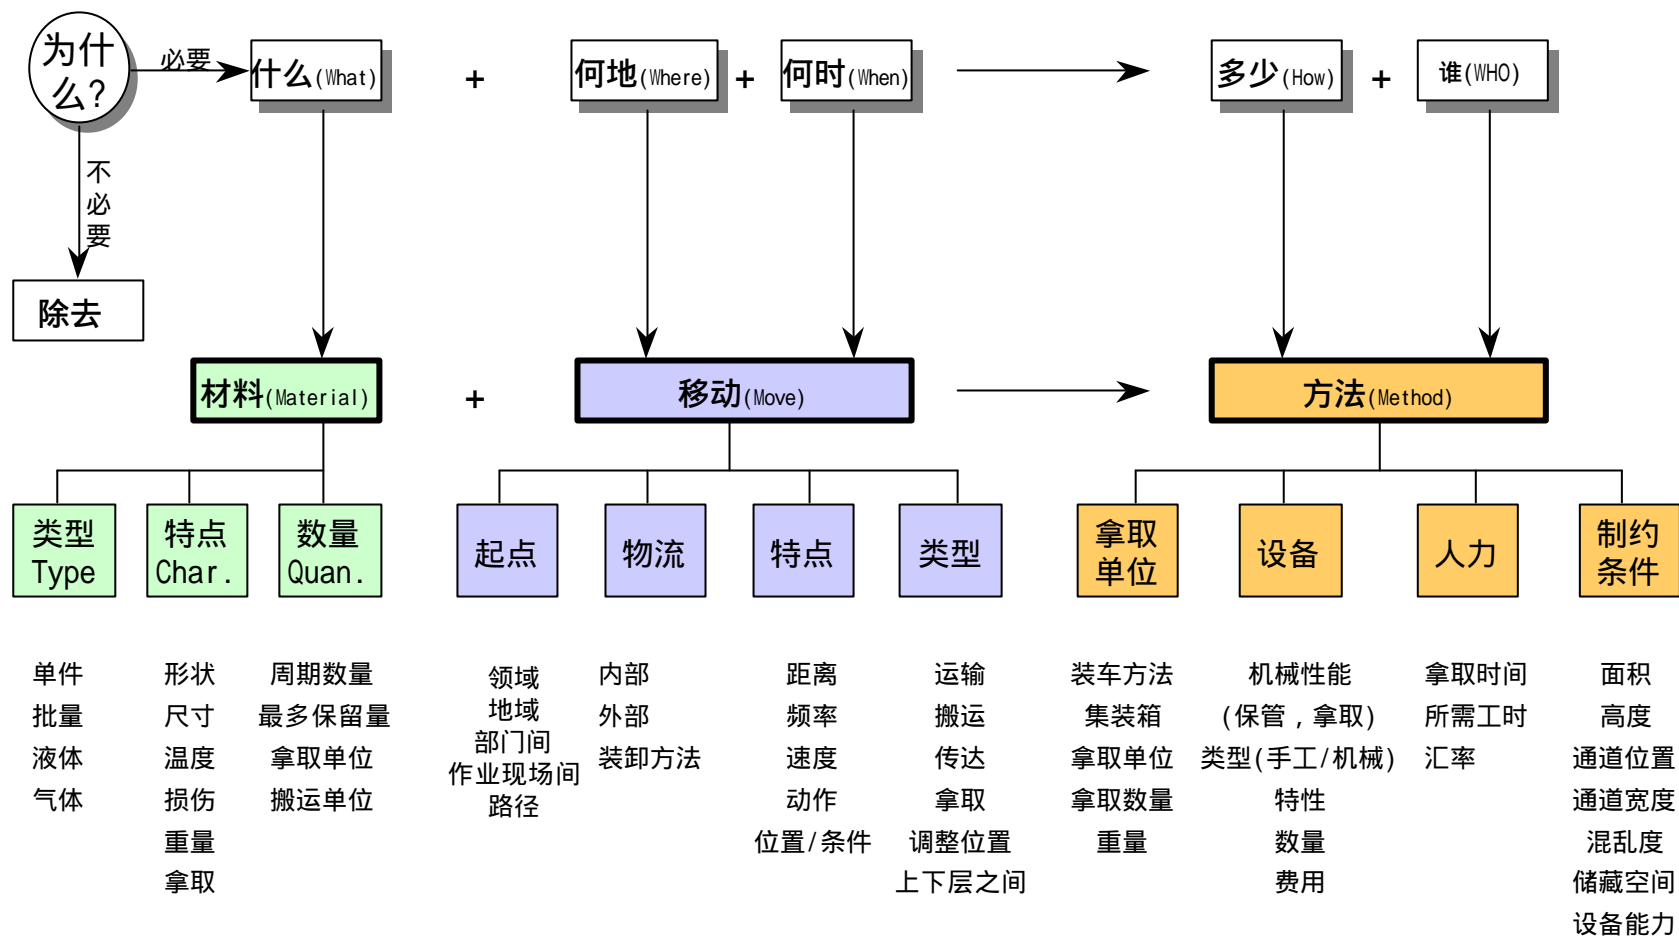 为什
么?
必要
什么(What)
+
何地(Where)
+
何时(When)
多少(How)
+
谁(WHO)
不
必
要
除去
材料(Material)
+
移动(Move)
方法(Method)
类型
Type
特点
Char.
数量
Quan.
起点
物流
特点
类型
拿取
单位
设备
人力
制约
条件
单件
批量
液体
气体
形状
尺寸
温度
损伤
重量
拿取
周期数量
最多保留量
拿取单位
搬运单位
领域
地域
部门间
作业现场间
路径
内部
外部
装卸方法
距离
频率
速度
动作
位置/条件
运输
搬运
传达
拿取
调整位置
上下层之间
装车方法
集装箱
拿取单位
拿取数量
重量
机械性能
(保管，拿取)
类型(手工/机械)
特性
数量
费用
拿取时间
所需工时
汇率
面积
高度
通道位置
通道宽度
混乱度
储藏空间
设备能力